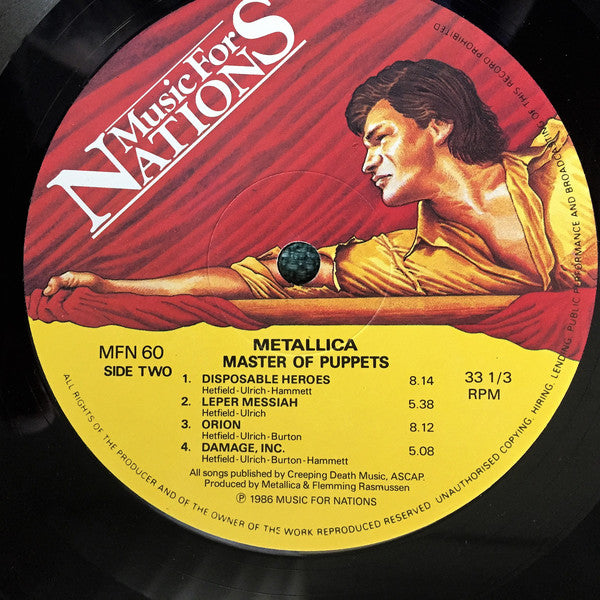 Music For
NATIONS
METALLICA
MASTER OF PUPPETS
MFN 60
SIDE TWO
33 1/3
RPM
1. DISPOSABLE HEROES 8.14
Hetfield-Ulrich-Hammett
2. LEPER MESSIAH 5.38
Hetfield-Ulrich
3. ORION 8.12
Hetfield-Ulrich-Burton
4. DAMAGE, INC. 5.08
Hetfield-Ulrich-Burton-Hammett
All songs published by Creeping Death Music, ASCAP.
Produced by Metallica & Flemming Rasmussen
℗ 1986 MUSIC FOR NATIONS
ALL RIGHTS OF THE PRODUCER AND OF THE OWNER OF THE WORK REPRODUCED RESERVED. UNAUTHORISED COPYING, HIRING, LENDING, PUBLIC PERFORMANCE AND BROADCASTING OF THIS RECORD PROHIBITED